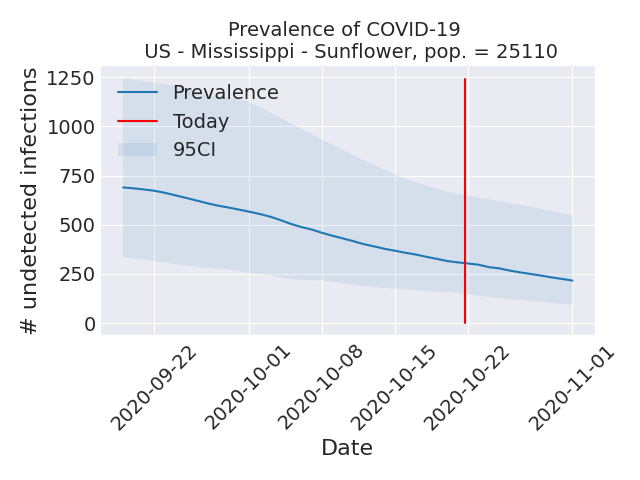 Prevalence of COVID-19
US - Mississippi - Sunflower, pop. = 25110
# undetected infections
1250
1000
750
500
250
0
Prevalence
Today
95CI
2020-09-22
2020-10-01
2020-10-08
2020-10-15
2020-10-22
2020-11-01
Date